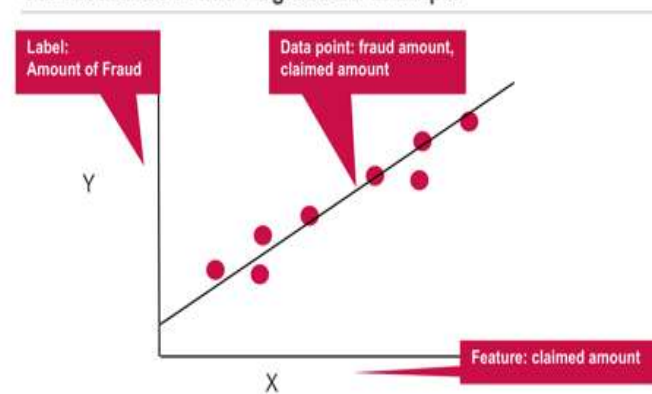 Label:
Amount of Fraud
Data point: fraud amount,
claimed amount
Y
Feature: claimed amount
X